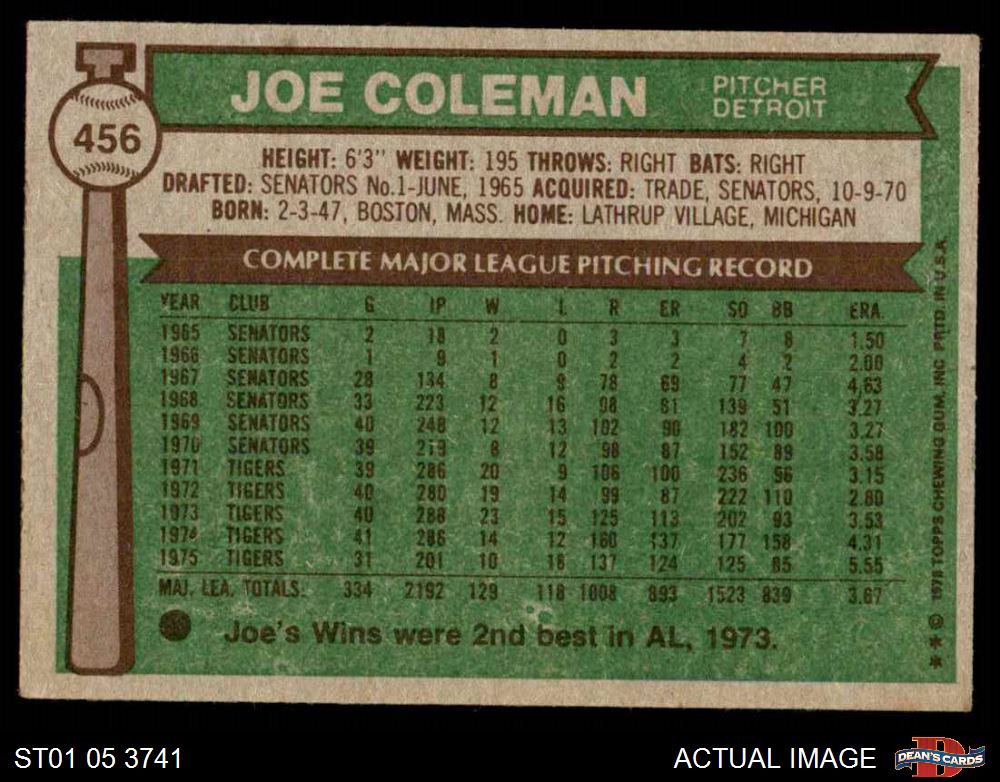 456
JOE COLEMAN
PITCHER
DETROIT
HEIGHT: 6'3" WEIGHT: 195 THROWS: RIGHT BATS: RIGHT
DRAFTED: SENATORS No.1-JUNE, 1965 ACQUIRED: TRADE, SENATORS, 10-9-70
BORN: 2-3-47, BOSTON, MASS. HOME: LATHRUP VILLAGE, MICHIGAN
COMPLETE MAJOR LEAGUE PITCHING RECORD
YEAR CLUB G IP W L R ER SO BB ERA
1965 SENATORS 2 18 2 0 3 3 7 8 1.50
1966 SENATORS 1 9 1 0 2 2 4 2 2.00
1967 SENATORS 28 134 8 9 78 69 77 47 4.63
1968 SENATORS 33 223 12 16 98 81 139 51 3.27
1969 SENATORS 40 248 12 13 102 90 182 100 3.27
1970 SENATORS 39 219 8 12 98 87 152 89 3.58
1971 TIGERS 39 286 20 9 106 100 236 96 3.15
1972 TIGERS 40 280 19 14 99 87 222 110 2.80
1973 TIGERS 40 288 23 15 125 113 202 93 3.53
1974 TIGERS 41 286 14 12 160 137 177 158 4.31
1975 TIGERS 31 201 10 18 137 124 125 85 5.55
MAJ. LEA. TOTALS: 334 2192 129 118 1008 893 1523 839 3.67
Joe's Wins were 2nd best in AL, 1973.
* * © 1976 TOPPS CHEWING GUM, INC. PRTD. IN U.S.A.
ST01 05 3741
ACTUAL IMAGE
D
DEAN'S CARDS